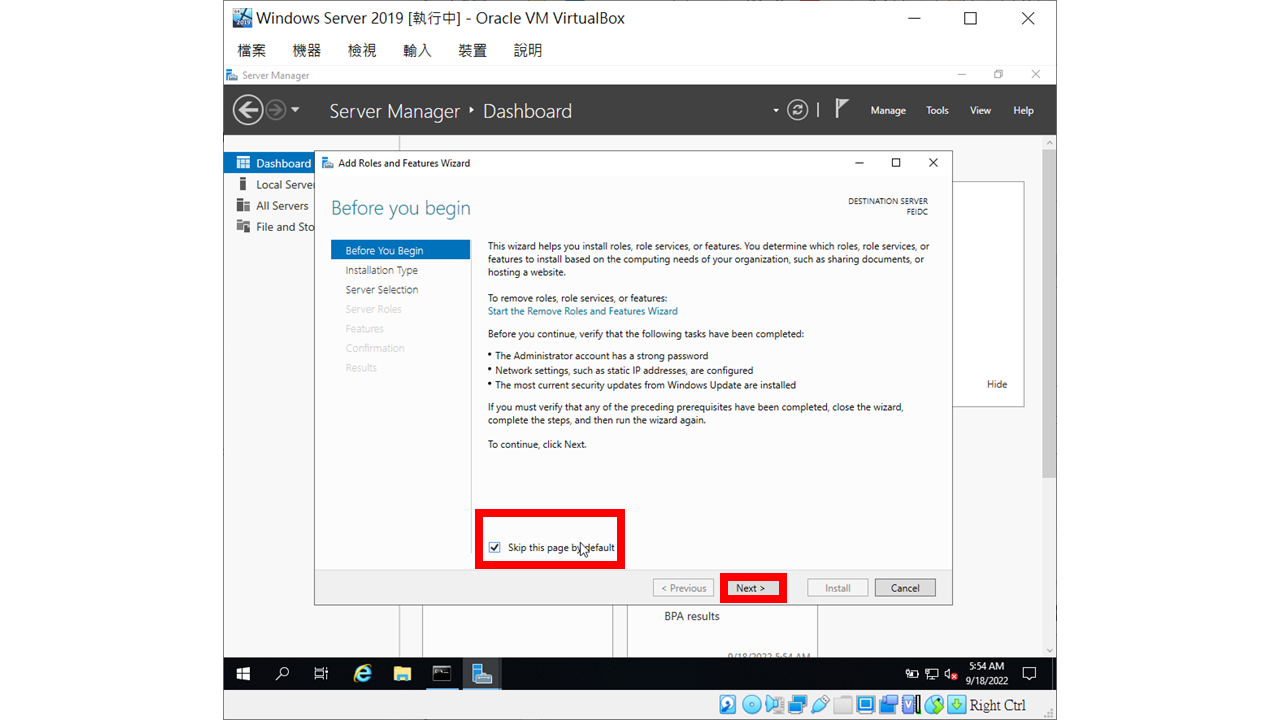 Windows Server 2019 [執行中] - Oracle VM VirtualBox
檔案 機器 檢視 輸入 裝置 說明
Server Manager
Server Manager ‣ Dashboard
Manage Tools View Help
Dashboard
Local Server
All Servers
File and Sto
Add Roles and Features Wizard
Before you begin
DESTINATION SERVER
FEIDC
Before You Begin
Installation Type
Server Selection
Server Roles
Features
Confirmation
Results
This wizard helps you install roles, role services, or features. You determine which roles, role services, or
features to install based on the computing needs of your organization, such as sharing documents, or
hosting a website.
To remove roles, role services, or features:
Start the Remove Roles and Features Wizard
Before you continue, verify that the following tasks have been completed:
• The Administrator account has a strong password
• Network settings, such as static IP addresses, are configured
• The most current security updates from Windows Update are installed
If you must verify that any of the preceding prerequisites have been completed, close the wizard,
complete the steps, and then run the wizard again.
To continue, click Next.
Skip this page by default
< Previous Next > Install Cancel
Hide
BPA results
9/18/2022 5:54 AM
5:54 AM
9/18/2022
Right Ctrl